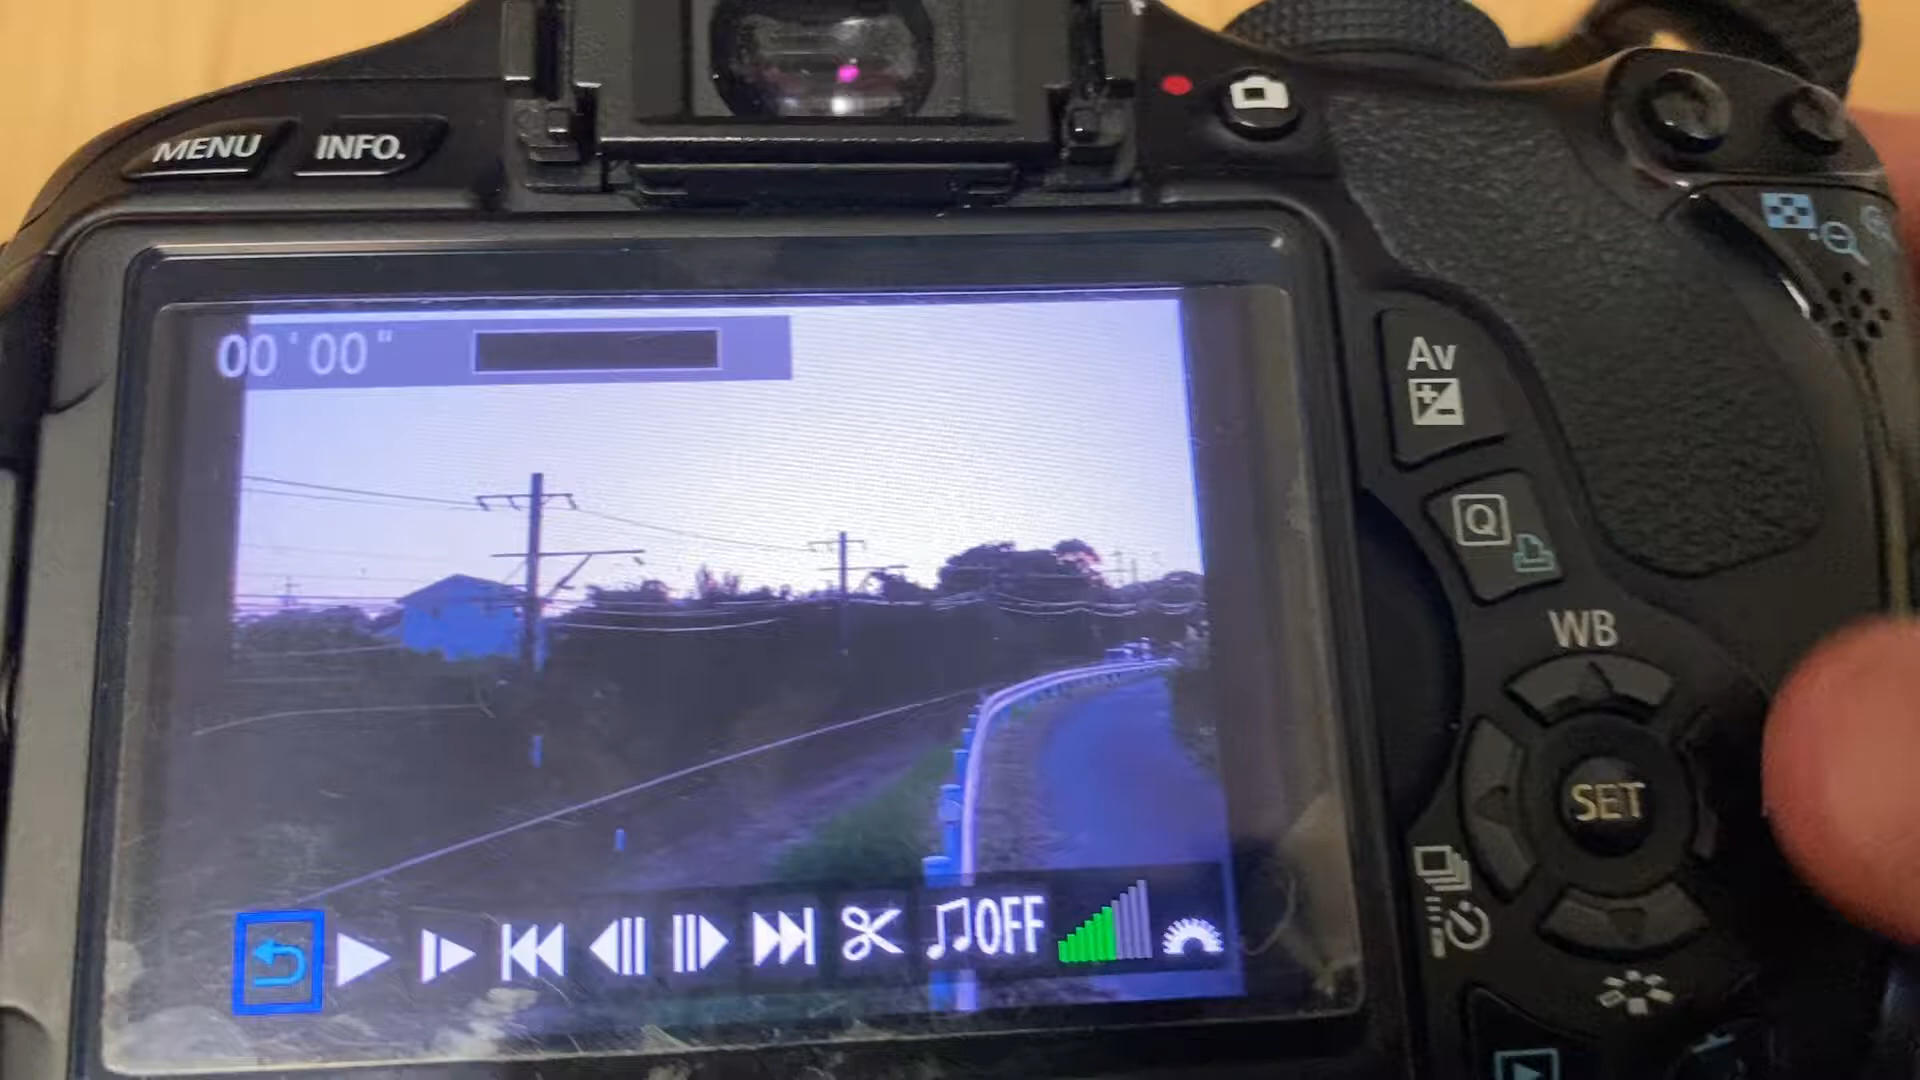 MENU INFO.
00'00"
Av
Q
WB
SET
OFF